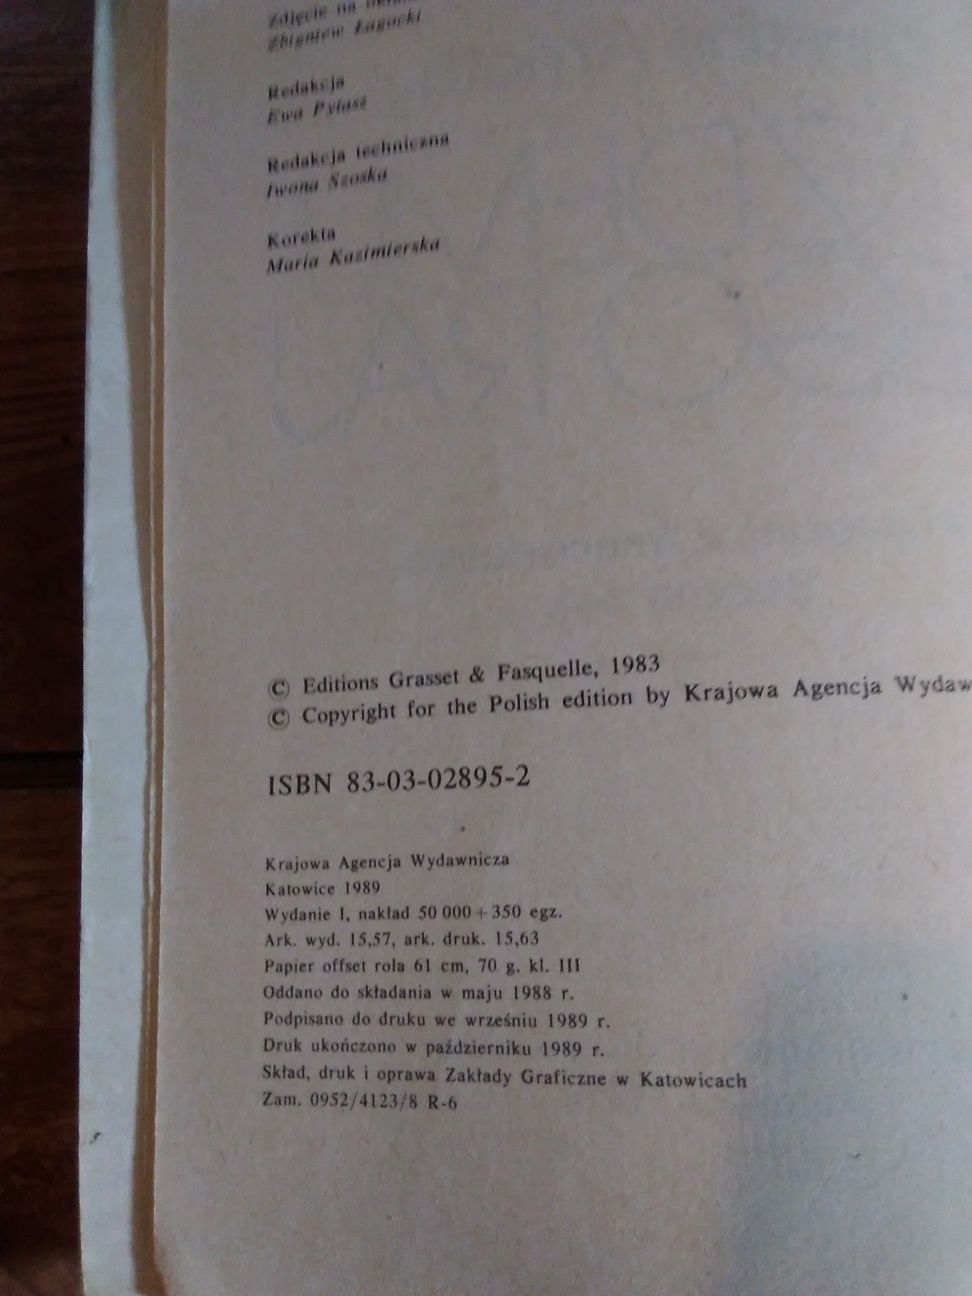 Zdjęcie na
Zbigniew Łagocki
Redakcja
Ewa Pytasz
Redakcja techniczna
Iwona Szoska
Korekta
Maria Kazimierska
© Editions Grasset & Fasquelle, 1983
© Copyright for the Polish edition by Krajowa Agencja Wydaw
ISBN 83-03-02895-2
Krajowa Agencja Wydawnicza
Katowice 1989
Wydanie I, nakład 50 000 + 350 egz.
Ark. wyd. 15,57, ark. druk. 15,63
Papier offset rola 61 cm, 70 g. kl. III
Oddano do składania w maju 1988 r.
Podpisano do druku we wrześniu 1989 r.
Druk ukończono w październiku 1989 r.
Skład, druk i oprawa Zakłady Graficzne w Katowicach
Zam. 0952/4123/8 R-6